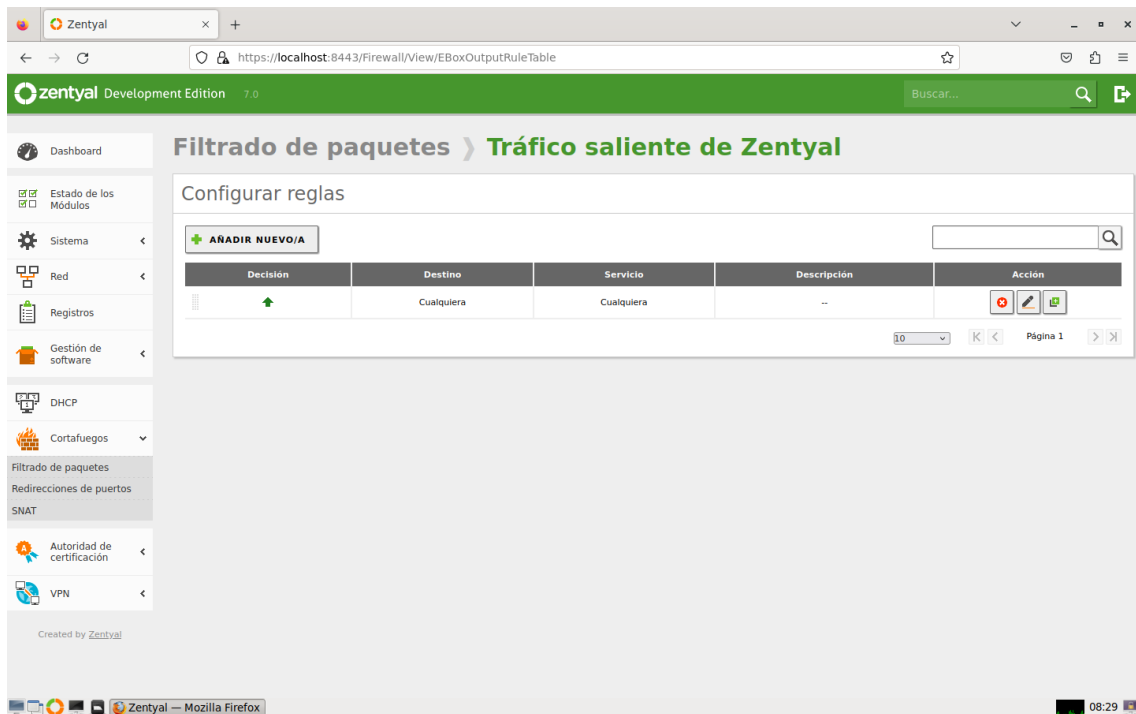 Zentyal
https://localhost:8443/Firewall/View/EBoxOutputRuleTable
zentyal Development Edition 7.0
Buscar...
Dashboard
Estado de los
Módulos
Sistema
Red
Registros
Gestión de
software
DHCP
Cortafuegos
Filtrado de paquetes
Redirecciones de puertos
SNAT
Autoridad de
certificación
VPN
Created by Zentyal
Filtrado de paquetes ❭ Tráfico saliente de Zentyal
Configurar reglas
AÑADIR NUEVO/A
Decisión Destino Servicio Descripción Acción
Cualquiera Cualquiera --
10 Página 1
Zentyal — Mozilla Firefox
08:29